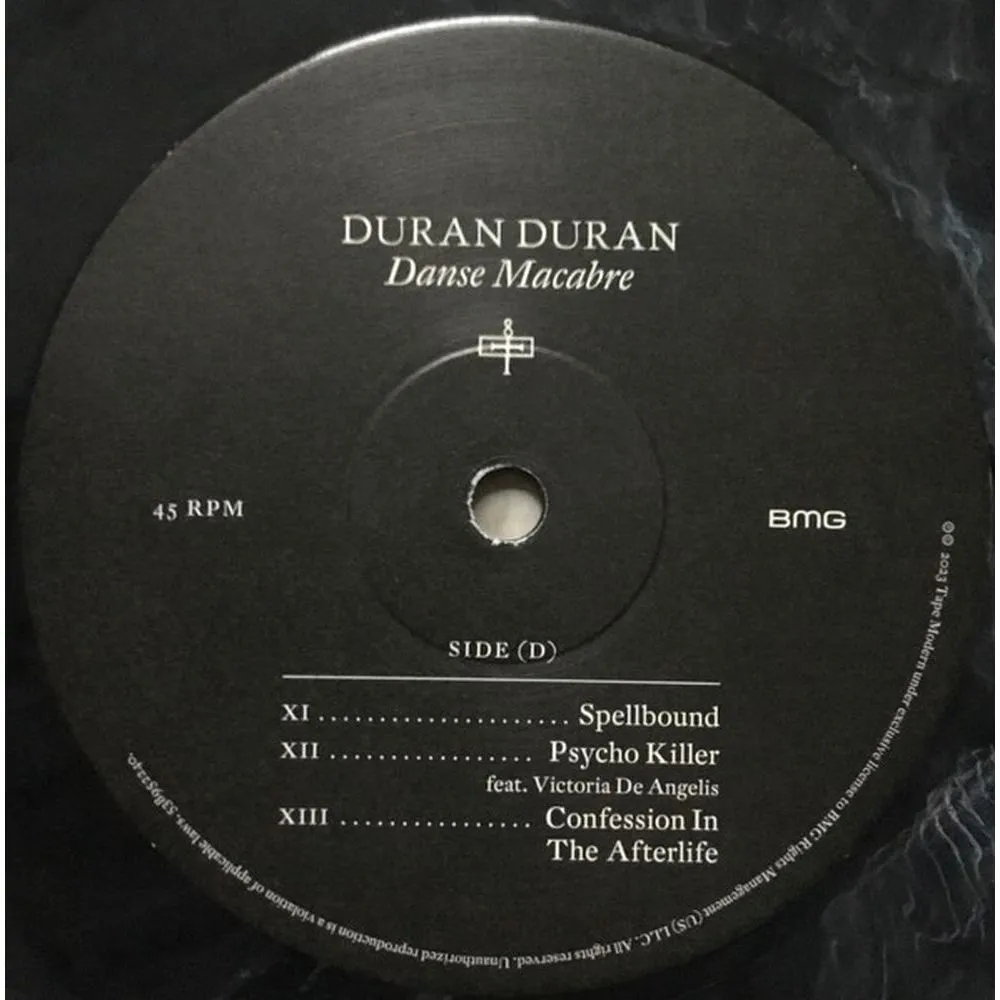 DURAN DURAN
Danse Macabre
45 RPM
BMG
SIDE (D)
XI ..................... Spellbound
XII ................. Psycho Killer
feat. Victoria De Angelis
XIII ................ Confession In
The Afterlife
℗© 2023 Tape Modern under exclusive license to BMG Rights Management (US) LLC. All rights reserved. Unauthorized reproduction is a violation of applicable laws. 538952240.